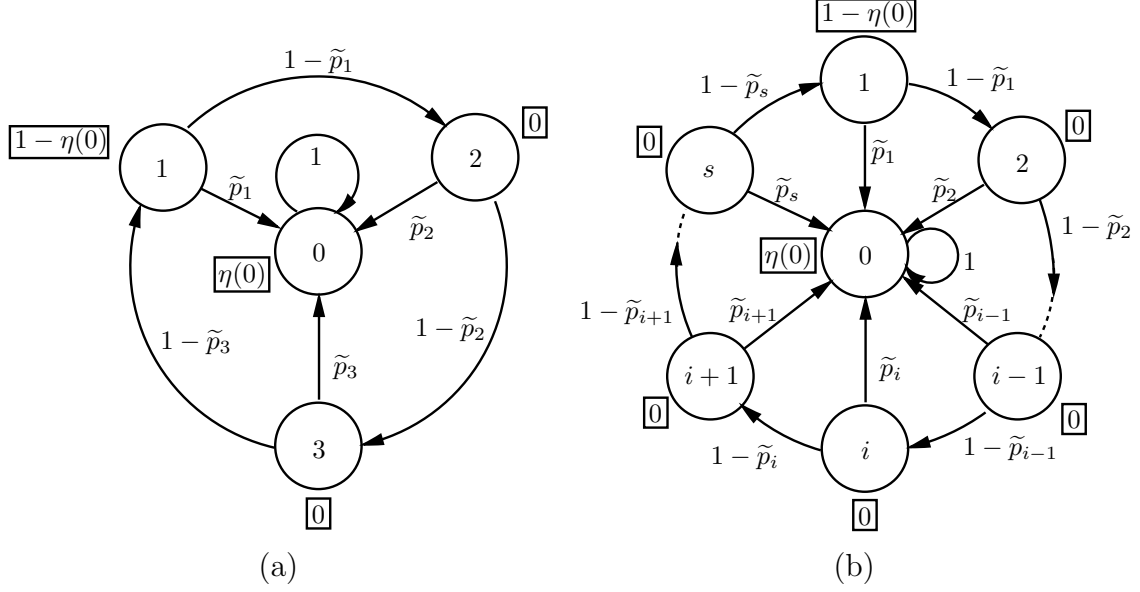 1 − p̃₁
1
2
0
1 − η(0)
1
p̃₁
p̃₂
0
η(0)
1 − p̃₃
1 − p̃₂
p̃₃
3
0
(a)
1 − η(0)
1
1 − p̃ₛ
1 − p̃₁
0
s
2
0
p̃₁
p̃ₛ
p̃₂
η(0)
0
1
1 − p̃₂
1 − p̃ᵢ₊₁
p̃ᵢ₊₁
p̃ᵢ₋₁
i + 1
p̃ᵢ
i − 1
0
0
1 − p̃ᵢ
i
1 − p̃ᵢ₋₁
0
(b)